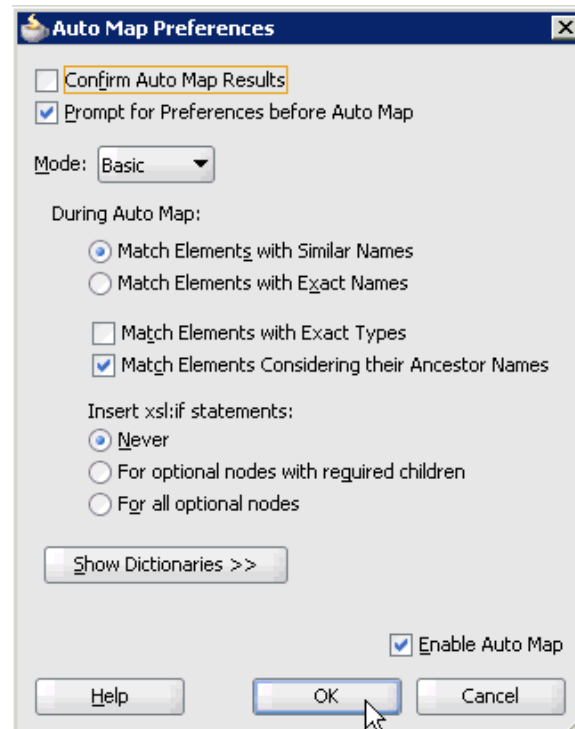 Auto Map Preferences
Confirm Auto Map Results
Prompt for Preferences before Auto Map
Mode: Basic
During Auto Map:
Match Elements with Similar Names
Match Elements with Exact Names
Match Elements with Exact Types
Match Elements Considering their Ancestor Names
Insert xsl:if statements:
Never
For optional nodes with required children
For all optional nodes
Show Dictionaries >>
Enable Auto Map
Help OK Cancel